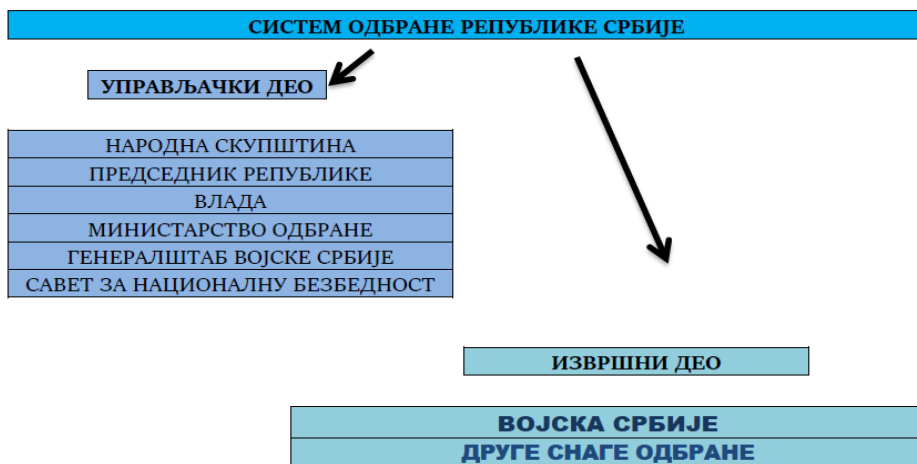 СИСТЕМ ОДБРАНЕ РЕПУБЛИКЕ СРБИЈЕ
УПРАВЉАЧКИ ДЕО
НАРОДНА СКУПШТИНА
ПРЕДСЕДНИК РЕПУБЛИКЕ
ВЛАДА
МИНИСТАРСТВО ОДБРАНЕ
ГЕНЕРАЛШТАБ ВОЈСКЕ СРБИЈЕ
САВЕТ ЗА НАЦИОНАЛНУ БЕЗБЕДНОСТ
ИЗВРШНИ ДЕО
ВОЈСКА СРБИЈЕ
ДРУГЕ СНАГЕ ОДБРАНЕ